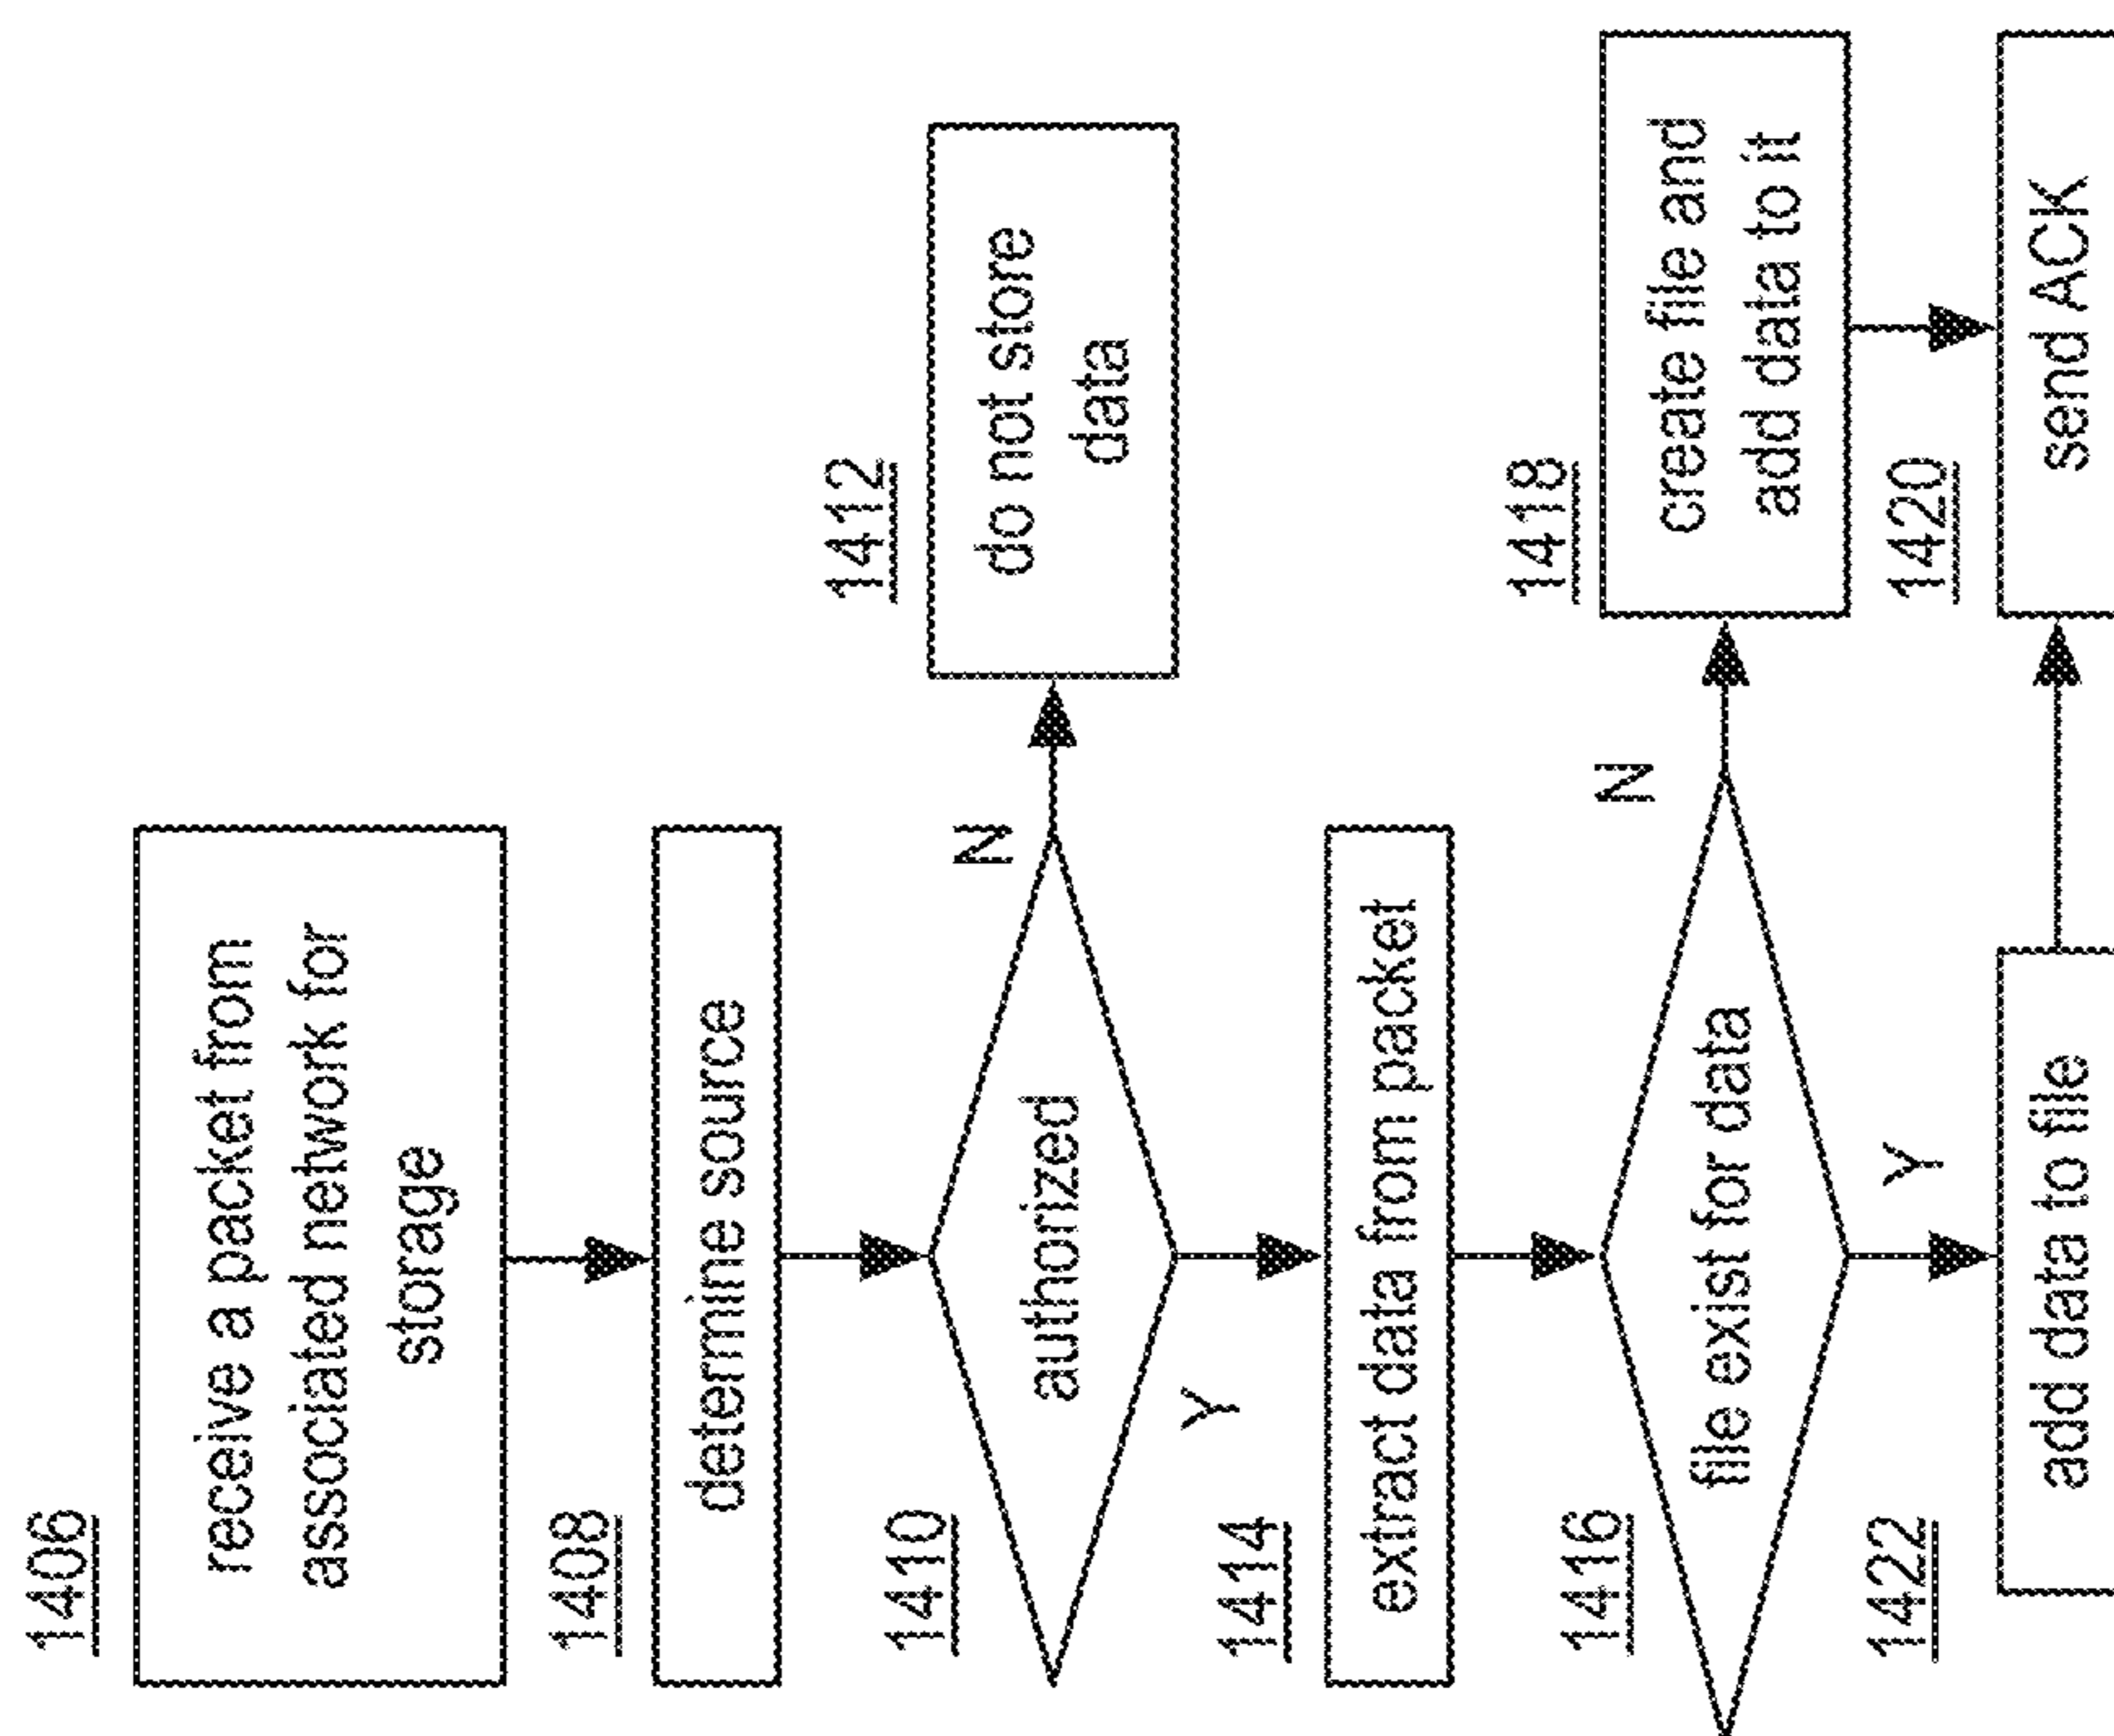 1406
receive a packet from
associated network for
storage
1408
determine source
1410
authorized
N
1412
do not store
data
Y
1414
extract data from packet
1416
file exist for data
N
1418
create file and
add data to it
Y
1422
add data to file
1420
send ACK